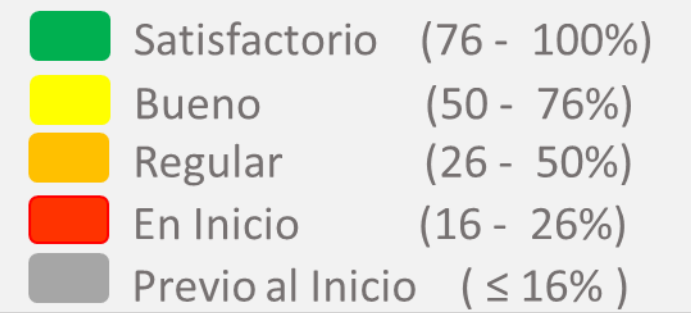 Satisfactorio (76 - 100%)
Bueno (50 - 76%)
Regular (26 - 50%)
En Inicio (16 - 26%)
Previo al Inicio ( ≤ 16% )